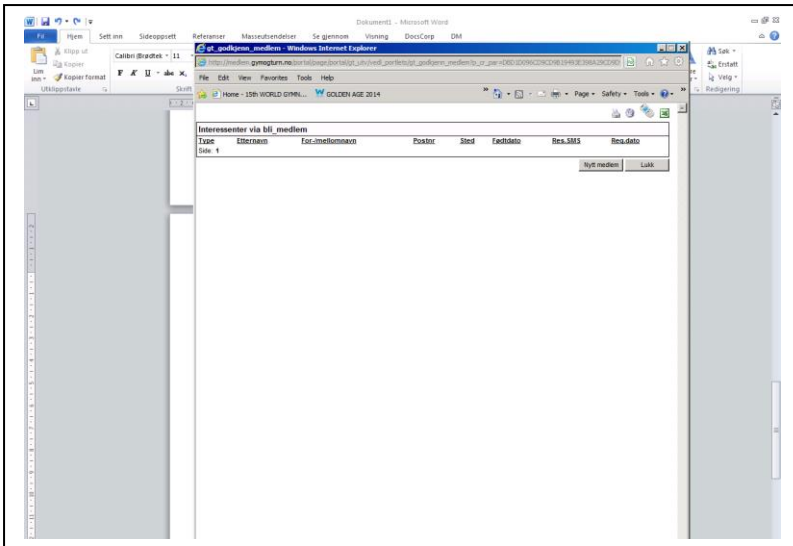 Dokument1 - Microsoft Word
Fil Hjem Sett inn Sideoppsett Referanser Masseutsendelser Se gjennom Visning DocsCorp DM
Klipp ut
Kopier
Kopier format
Lim inn
Utklippstavle
Calibri (Brødtek 11
F K U abc x,
Skrift
Søk
Erstatt
Velg
Redigering
gt_godkjenn_medlem - Windows Internet Explorer
File Edit View Favorites Tools Help
Home - 15th WORLD GYMN... GOLDEN AGE 2014 Page Safety Tools
Interessenter via bli_medlem
Type Etternavn For-/mellomnavn Postnr Sted Fødtdato Res.SMS Reg.dato
Side: 1
Nytt medlem Lukk